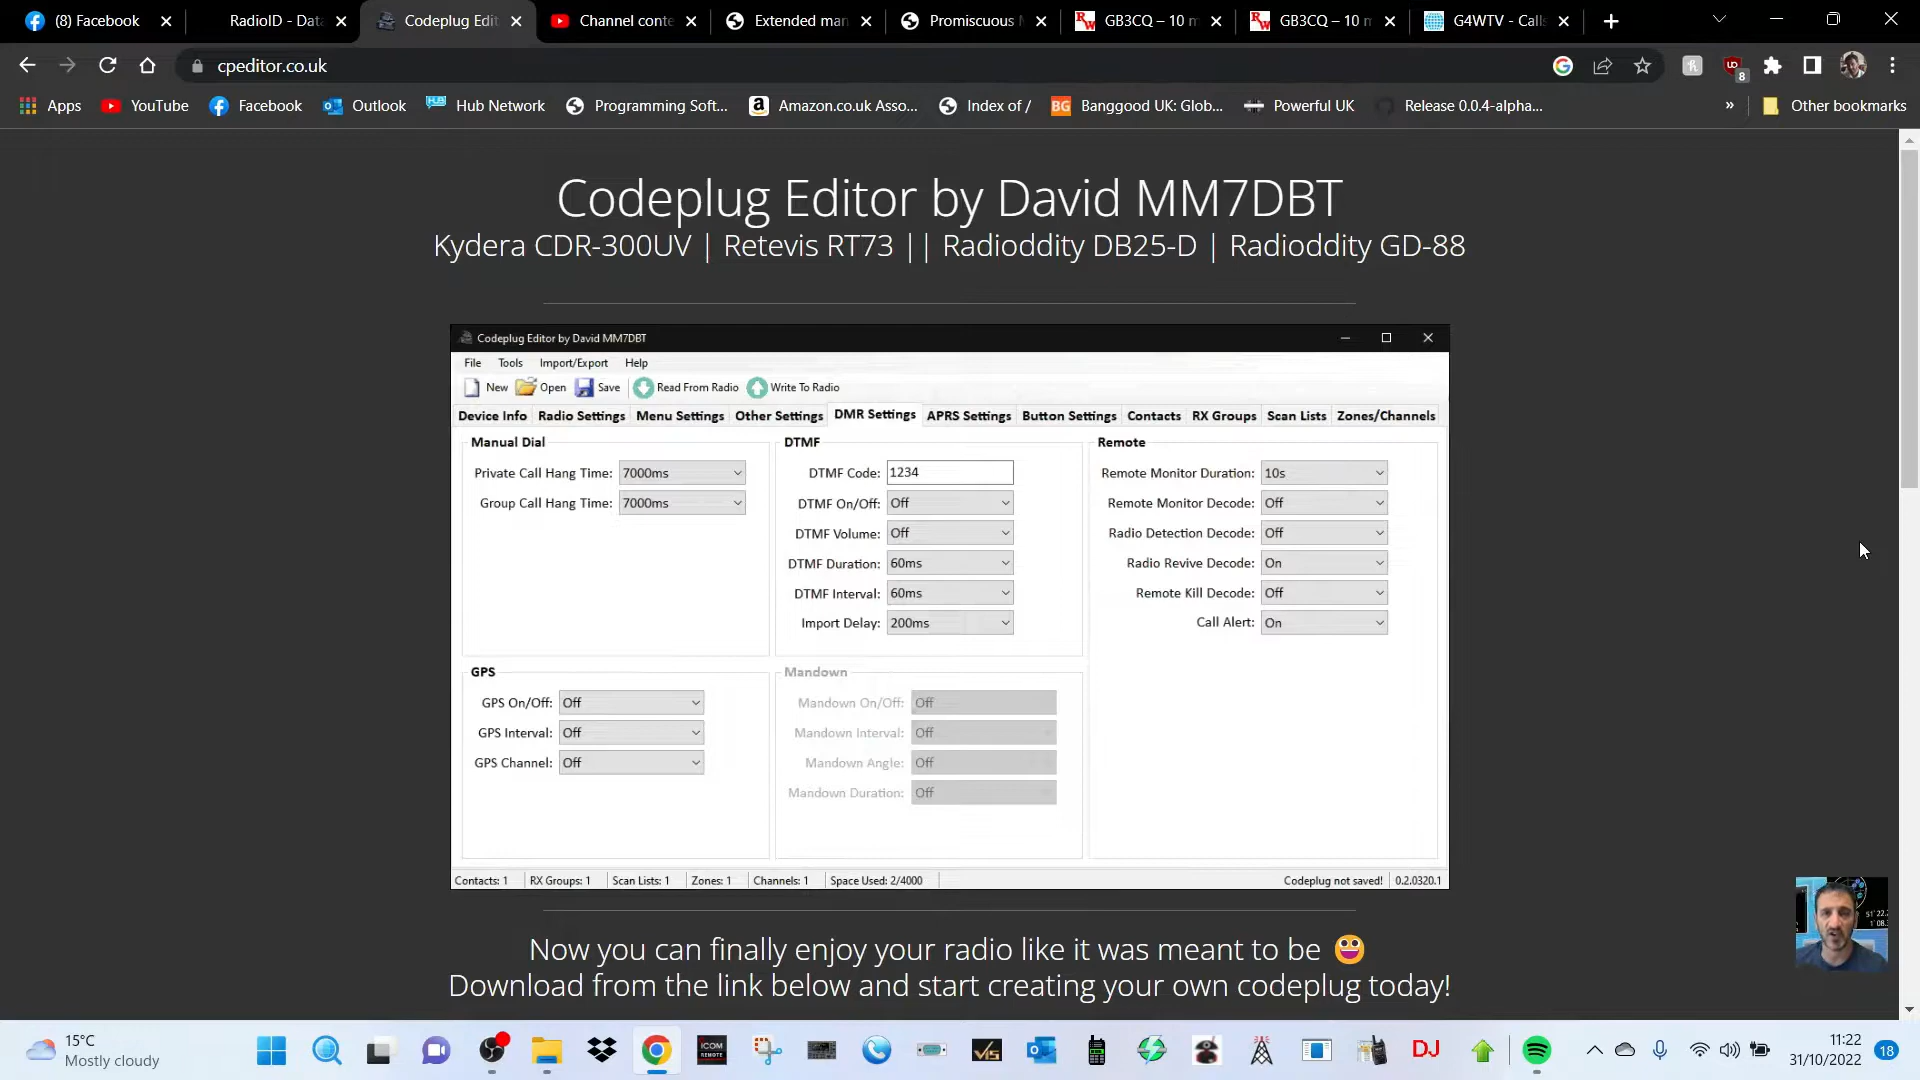 (8) Facebook
RadioID - Dat
Codeplug Edit
Channel conte
Extended man
Promiscuous M
GB3CQ – 10 m
GB3CQ – 10 m
G4WTV - Calls
cpeditor.co.uk
8
Apps
YouTube
Facebook
Outlook
Hub Network
Programming Soft...
Amazon.co.uk Asso...
Index of /
BG Banggood UK: Glob...
Powerful UK
Release 0.0.4-alpha...
»
Other bookmarks
Codeplug Editor by David MM7DBT
Kydera CDR-300UV | Retevis RT73 || Radioddity DB25-D | Radioddity GD-88
Codeplug Editor by David MM7DBT
File Tools Import/Export Help
New Open Save Read From Radio Write To Radio
Device Info Radio Settings Menu Settings Other Settings DMR Settings APRS Settings Button Settings Contacts RX Groups Scan Lists Zones/Channels
Manual Dial
Private Call Hang Time: 7000ms
Group Call Hang Time: 7000ms
DTMF
DTMF Code: 1234
DTMF On/Off: Off
DTMF Volume: Off
DTMF Duration: 60ms
DTMF Interval: 60ms
Import Delay: 200ms
Remote
Remote Monitor Duration: 10s
Remote Monitor Decode: Off
Radio Detection Decode: Off
Radio Revive Decode: On
Remote Kill Decode: Off
Call Alert: On
GPS
GPS On/Off: Off
GPS Interval: Off
GPS Channel: Off
Mandown
Mandown On/Off: Off
Mandown Interval: Off
Mandown Angle: Off
Mandown Duration: Off
Contacts: 1 RX Groups: 1 Scan Lists: 1 Zones: 1 Channels: 1 Space Used: 2/4000 Codeplug not saved! 0.2.0320.1
Now you can finally enjoy your radio like it was meant to be
Download from the link below and start creating your own codeplug today!
15°C
Mostly cloudy
ICOM
REMOTE
DJ
11:22
31/10/2022
18